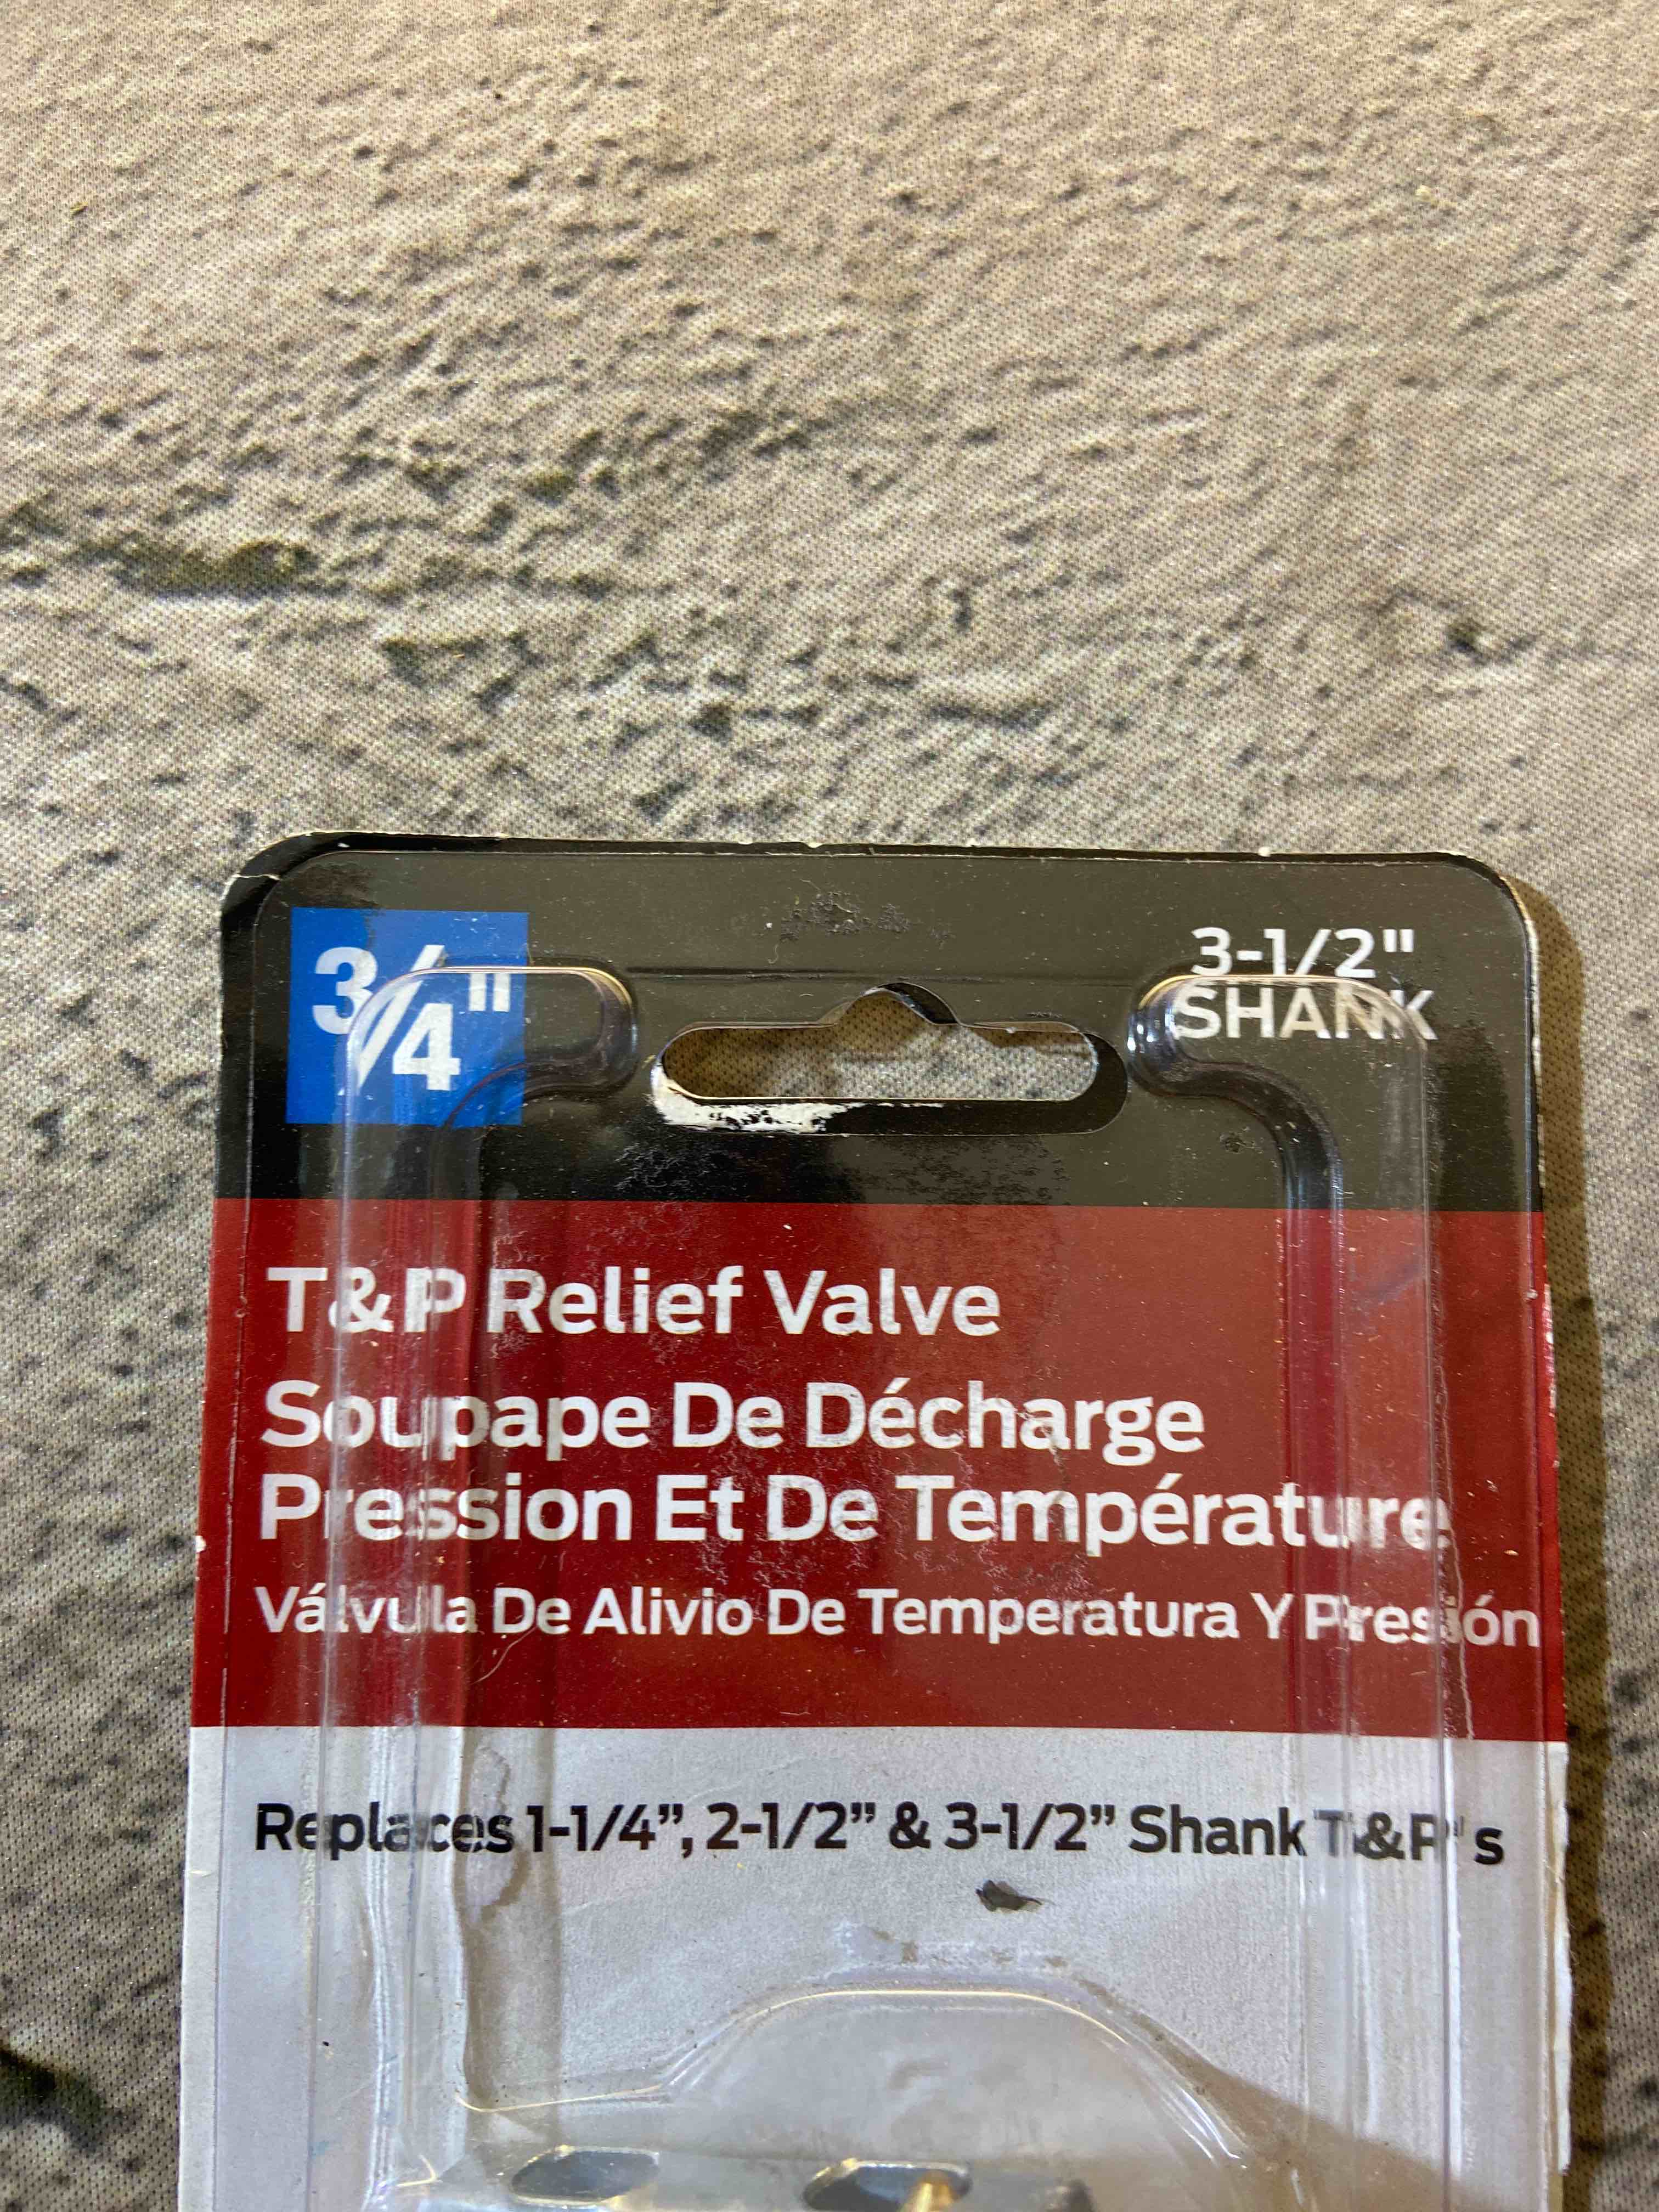 3/4"
3-1/2"
SHANK
T&P Relief Valve
Soupape De Décharge
Pression Et De Température
Válvula De Alivio De Temperatura Y Presión
Replaces 1-1/4”, 2-1/2” & 3-1/2” Shank T&P's